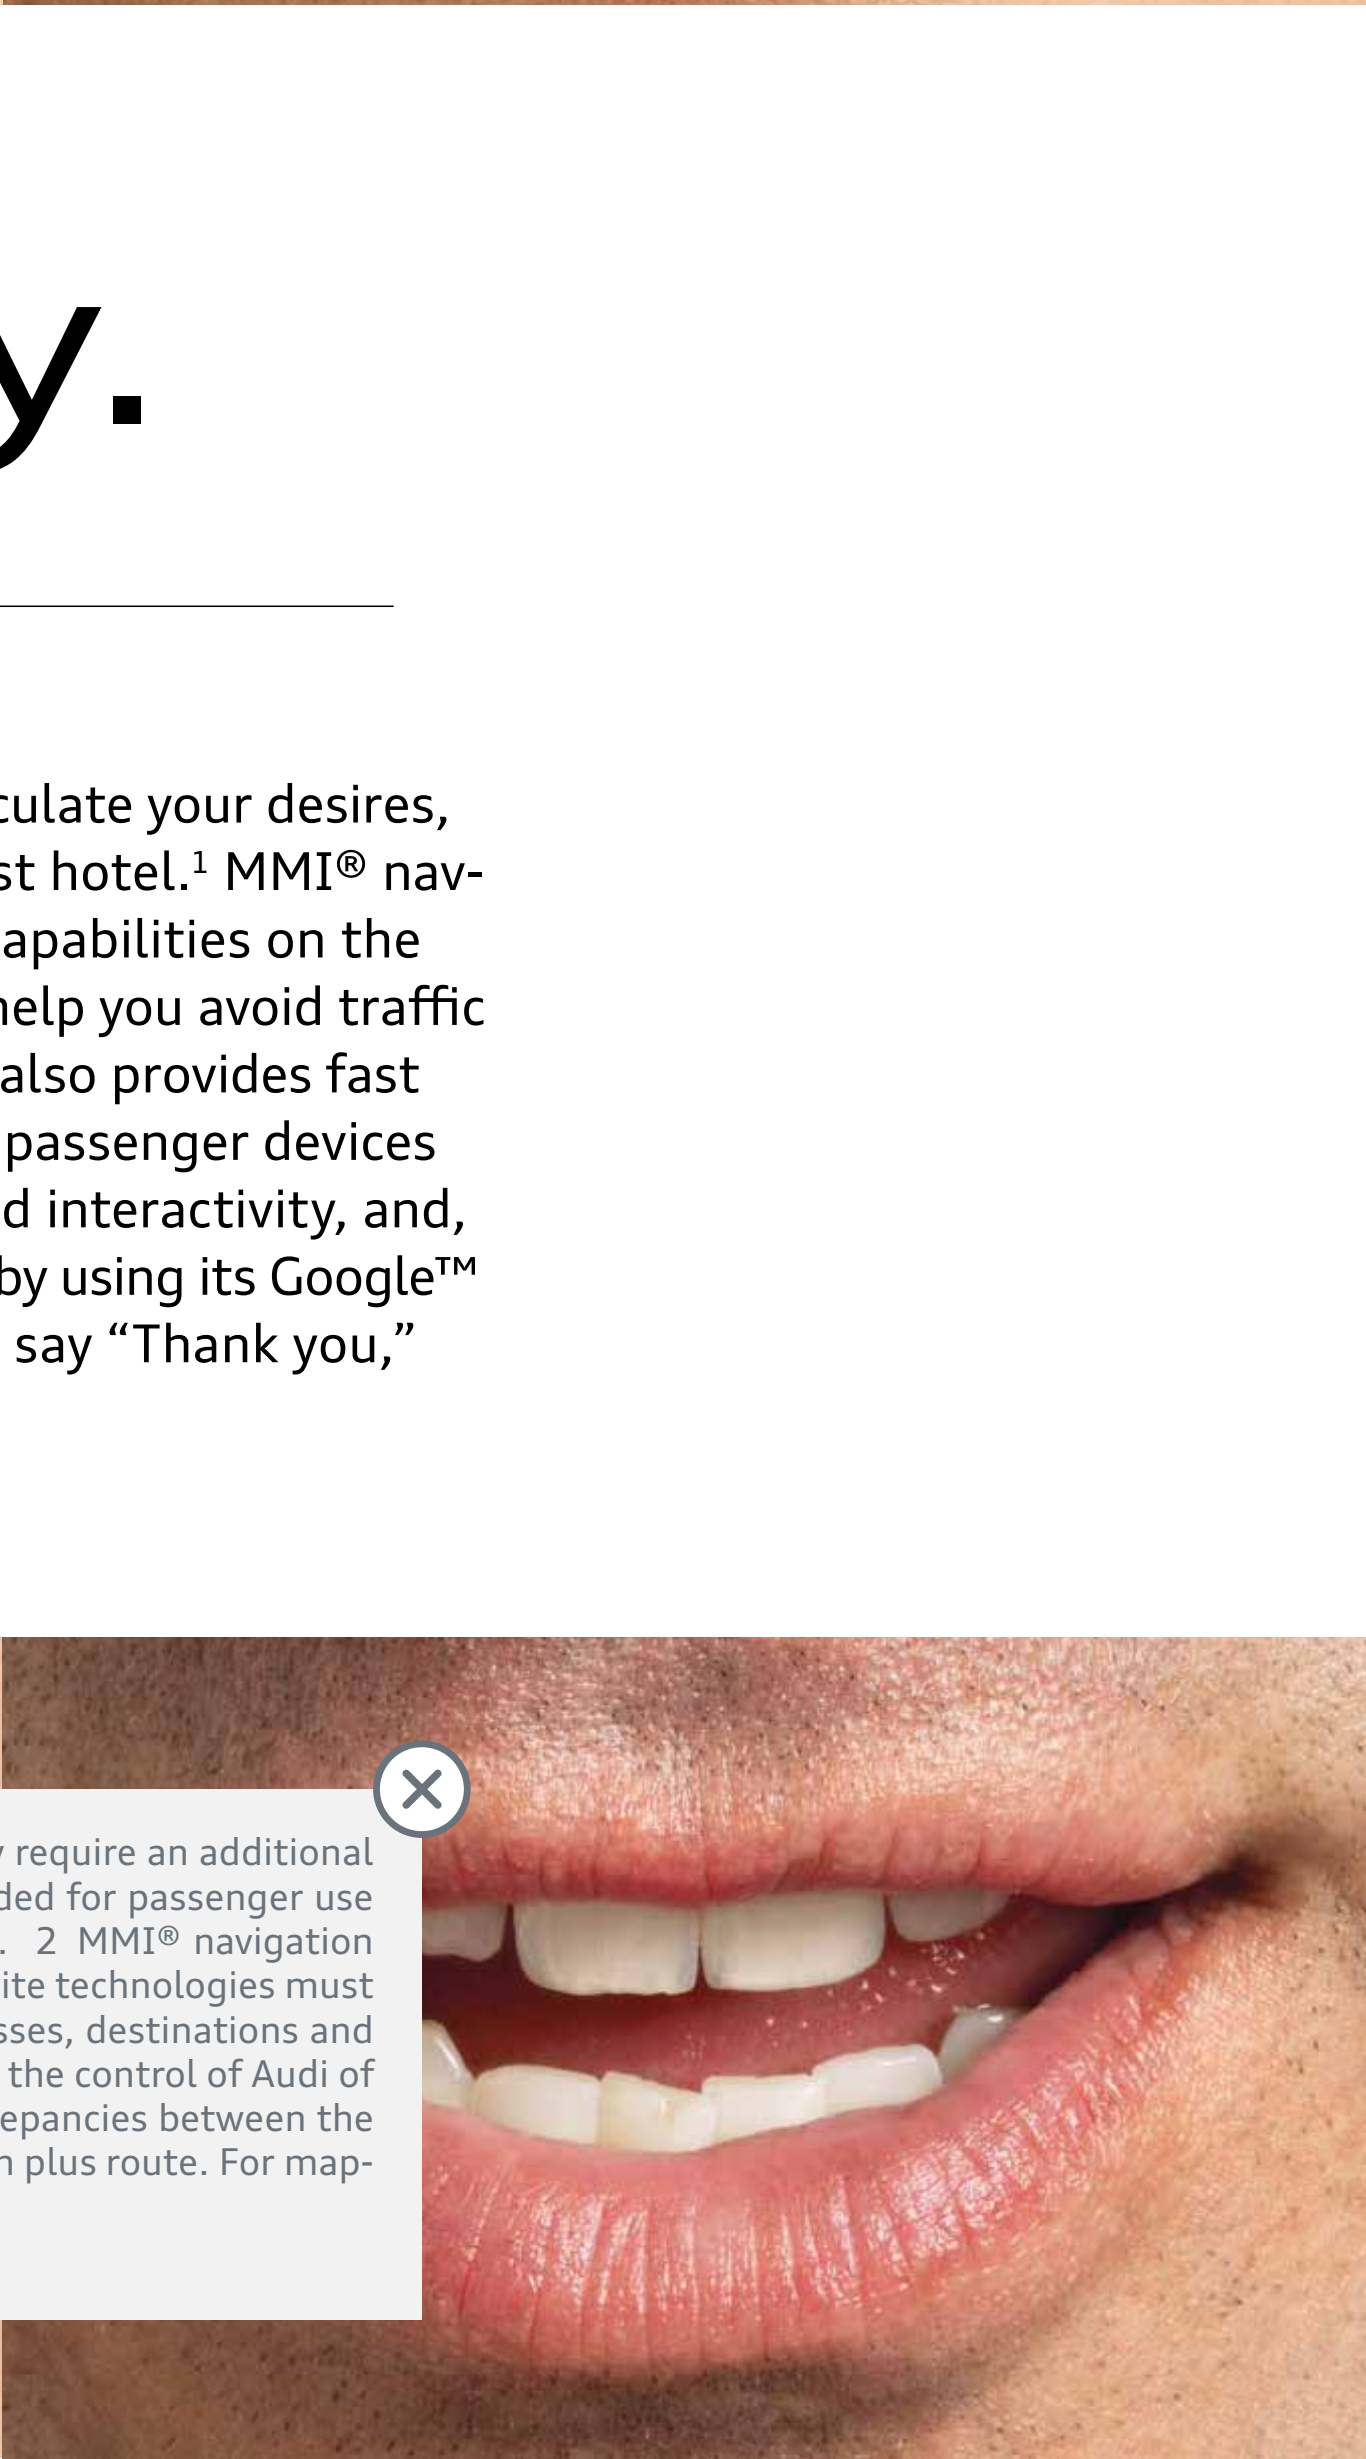 y.
culate your desires,
st hotel.¹ MMI® nav-
apabilities on the
help you avoid traffic
also provides fast
passenger devices
d interactivity, and,
by using its Google™
say “Thank you,”
y require an additional
ded for passenger use
. 2 MMI® navigation
ite technologies must
sses, destinations and
the control of Audi of
epancies between the
n plus route. For map-